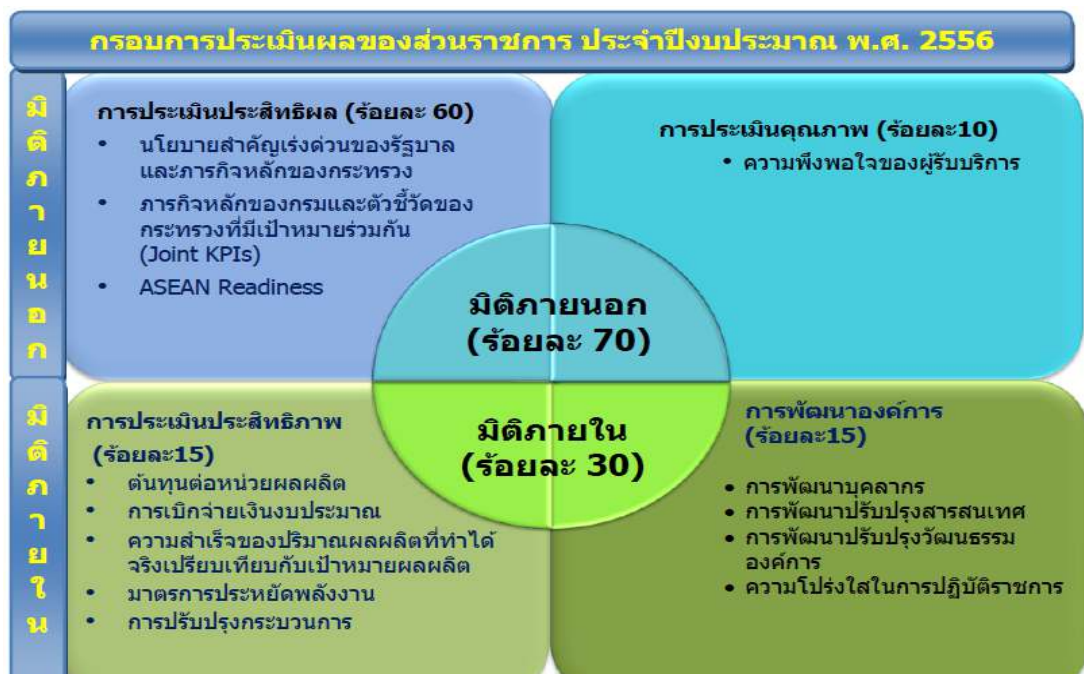 กรอบการประเมินผลของส่วนราชการ ประจำปีงบประมาณ พ.ศ. 2556
มิติภายนอก
การประเมินประสิทธิผล (ร้อยละ 60)
• นโยบายสำคัญเร่งด่วนของรัฐบาล
และภารกิจหลักของกระทรวง
• ภารกิจหลักของกรมและตัวชี้วัดของ
กระทรวงที่มีเป้าหมายร่วมกัน
(Joint KPIs)
• ASEAN Readiness
การประเมินคุณภาพ (ร้อยละ10)
• ความพึงพอใจของผู้รับบริการ
มิติภายนอก
(ร้อยละ 70)
มิติภายใน
(ร้อยละ 30)
มิติภายใน
การประเมินประสิทธิภาพ
(ร้อยละ15)
• ต้นทุนต่อหน่วยผลผลิต
• การเบิกจ่ายเงินงบประมาณ
• ความสำเร็จของปริมาณผลผลิตที่ทำได้
จริงเปรียบเทียบกับเป้าหมายผลผลิต
• มาตรการประหยัดพลังงาน
• การปรับปรุงกระบวนการ
การพัฒนาองค์การ
(ร้อยละ15)
• การพัฒนาบุคลากร
• การพัฒนาปรับปรุงสารสนเทศ
• การพัฒนาปรับปรุงวัฒนธรรม
องค์การ
• ความโปร่งใสในการปฏิบัติราชการ